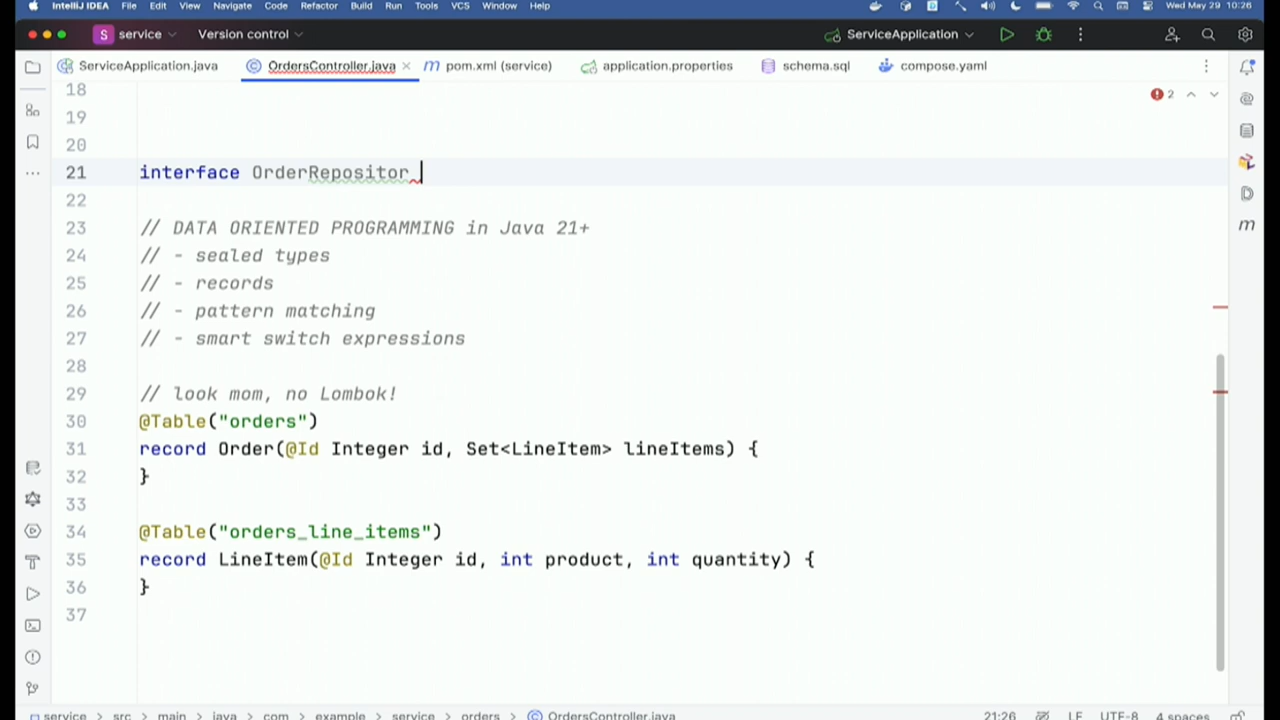 IntelliJ IDEA File Edit View Navigate Code Refactor Build Run Tools VCS Window Help Wed May 29 10:26
S service Version control ServiceApplication
ServiceApplication.java OrdersController.java pom.xml (service) application.properties schema.sql compose.yaml
18
2
19
20
21 interface OrderRepositor
22
23 // DATA ORIENTED PROGRAMMING in Java 21+
24 // - sealed types
25 // - records
26 // - pattern matching
27 // - smart switch expressions
28
29 // look mom, no Lombok!
30 @Table("orders")
31 record Order(@Id Integer id, Set<LineItem> lineItems) {
32 }
33
34 @Table("orders_line_items")
35 record LineItem(@Id Integer id, int product, int quantity) {
36 }
37
service > src > main > java > com > example > service > orders > OrdersController.java 21:26 LF UTF-8 4 spaces